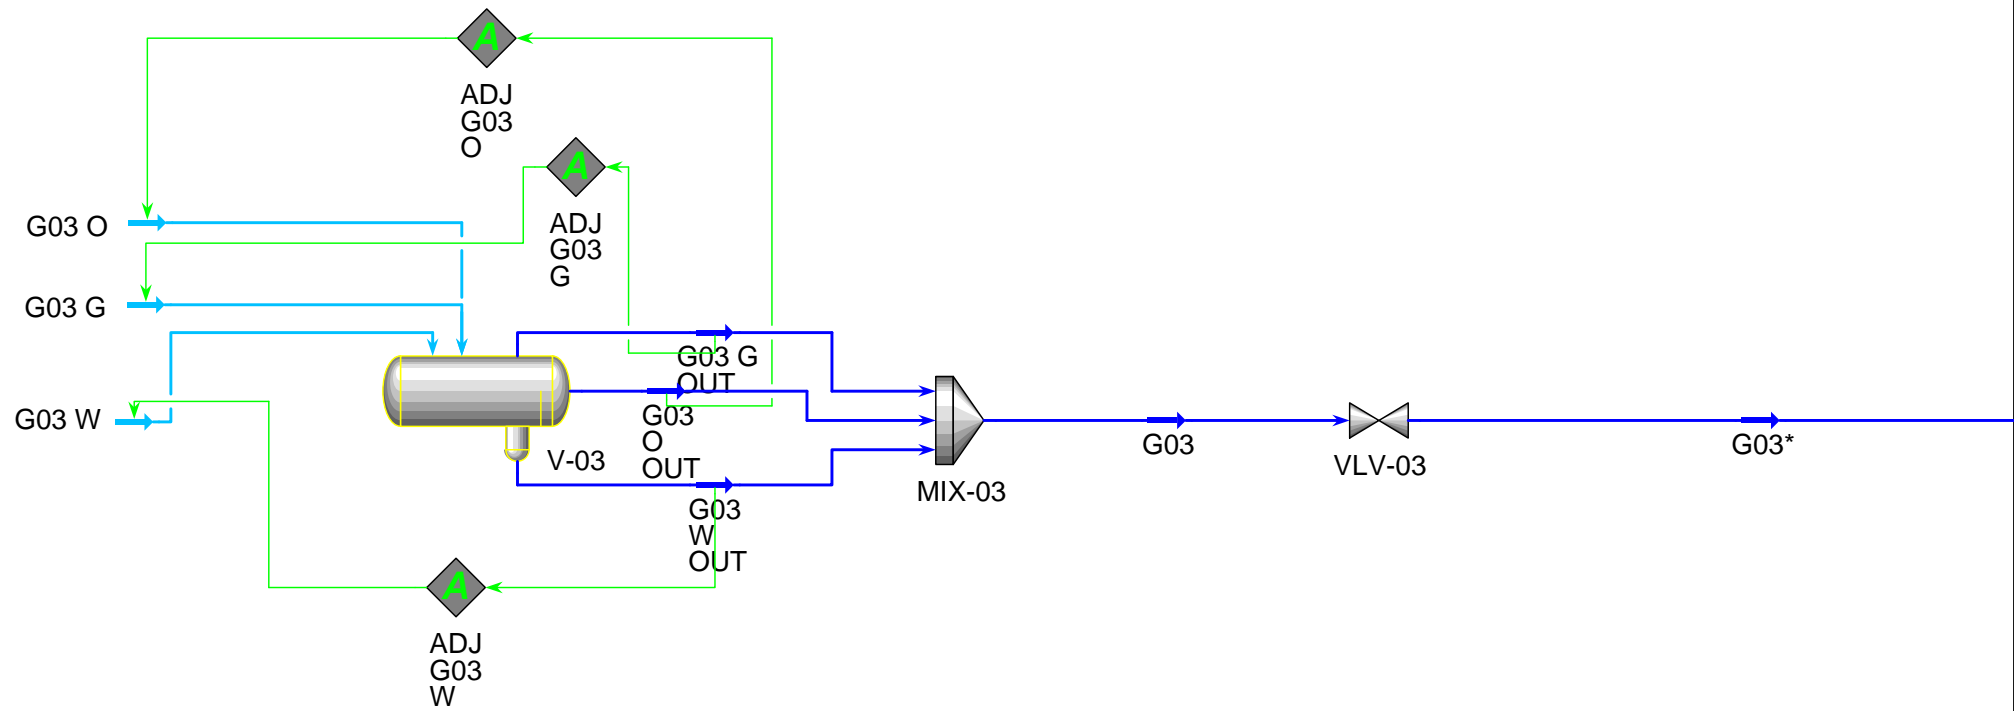 A
ADJ
G03
O
A
ADJ
G03
G
G03 O
G03 G
G03 W
G03 G
OUT
G03
O
OUT
V-03
G03
W
OUT
MIX-03
G03
VLV-03
G03*
A
ADJ
G03
W